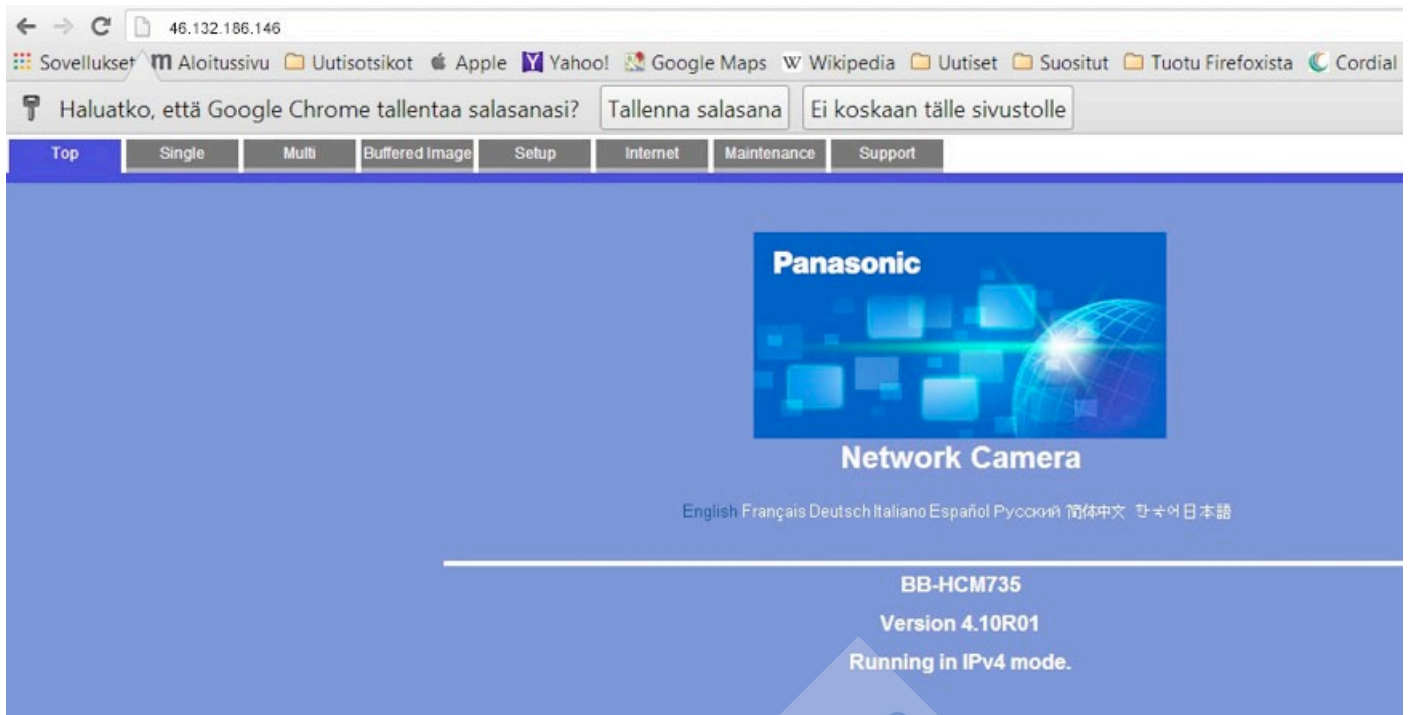 46.132.186.146
Sovellukset Aloitussivu Uutisotsikot Apple Yahoo! Google Maps W Wikipedia Uutiset Suositut Tuotu Firefoxista Cordial
Haluatko, että Google Chrome tallentaa salasanasi? Tallenna salasana Ei koskaan tälle sivustolle
Top Single Multi Buffered Image Setup Internet Maintenance Support
Panasonic
Network Camera
English Français Deutsch Italiano Español Русский 简体中文 한국어 日本語
BB-HCM735
Version 4.10R01
Running in IPv4 mode.